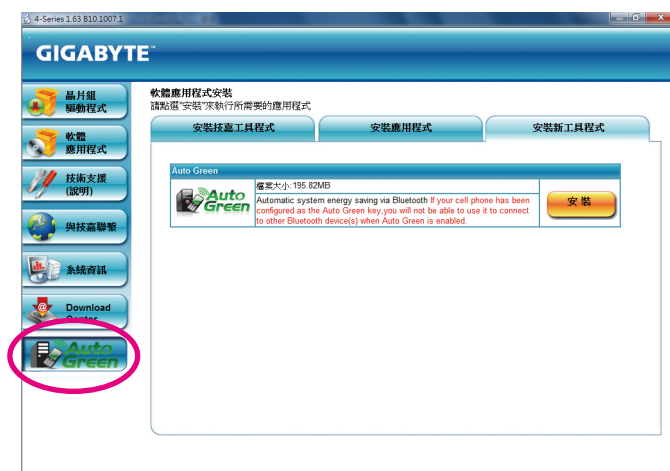 4-Series 1.63 B10.1007.1
GIGABYTE™
晶片組
驅動程式
軟體
應用程式
技術支援
(說明)
與技嘉聯繫
系統資訊
Download
Center
Auto
Green
軟體應用程式安裝
請點選"安裝"來執行所需要的應用程式
安裝技嘉工具程式
安裝應用程式
安裝新工具程式
Auto Green
Auto
Green
檔案大小:195.82MB
Automatic system energy saving via Bluetooth If your cell phone has been
configured as the Auto Green key,you will not be able to use it to connect
to other Bluetooth device(s) when Auto Green is enabled.
安裝